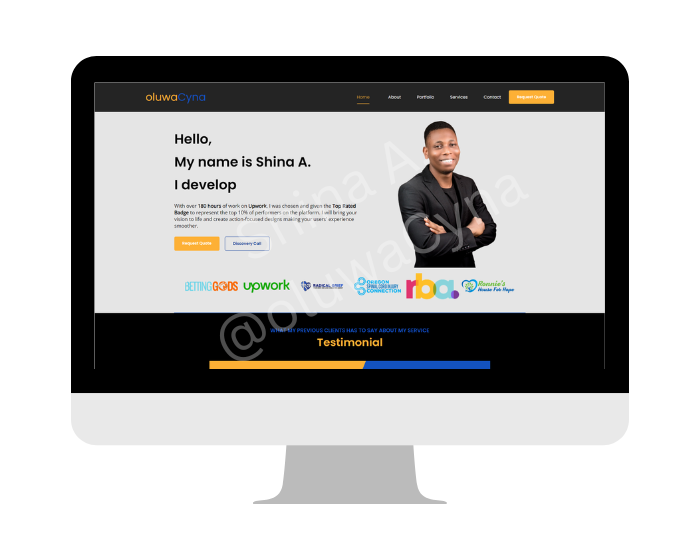 oluwaCyna
Home About Portfolio Services Contact Request Quote
Hello,
My name is Shina A.
I develop
With over 180 hours of work on Upwork. I was chosen and given the Top Rated
Badge to represent the top 10% of performers on the platform. I will bring your
vision to life and create action-focused designs making your users' experience
smoother.
Request Quote Discovery Call
BETTING GODS upwork RADICAL GRIEF OREGON SPINAL CORD INJURY CONNECTION rba. Bonnie's House For Hope
WHAT MY PREVIOUS CLIENTS HAS TO SAY ABOUT MY SERVICE
Testimonial
Shina A.
@oluwaCyna